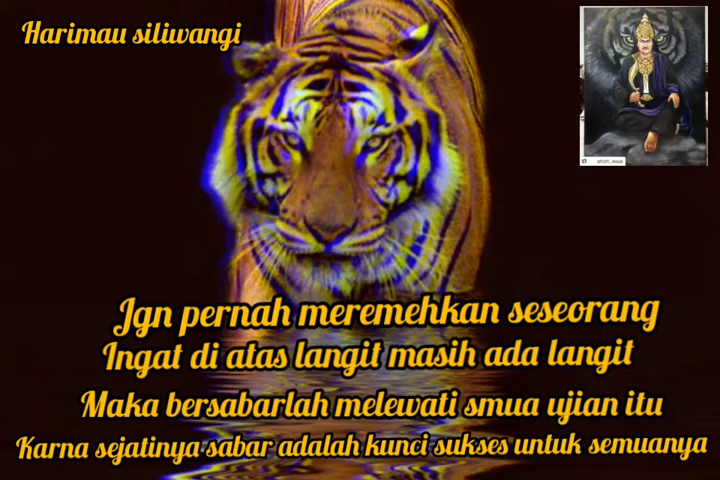 Harimau siliwangi
Jgn pernah meremehkan seseorang
Ingat di atas langit masih ada langit
Maka bersabarlah melewati smua ujian itu
Karna sejatinya sabar adalah kunci sukses untuk semuanya